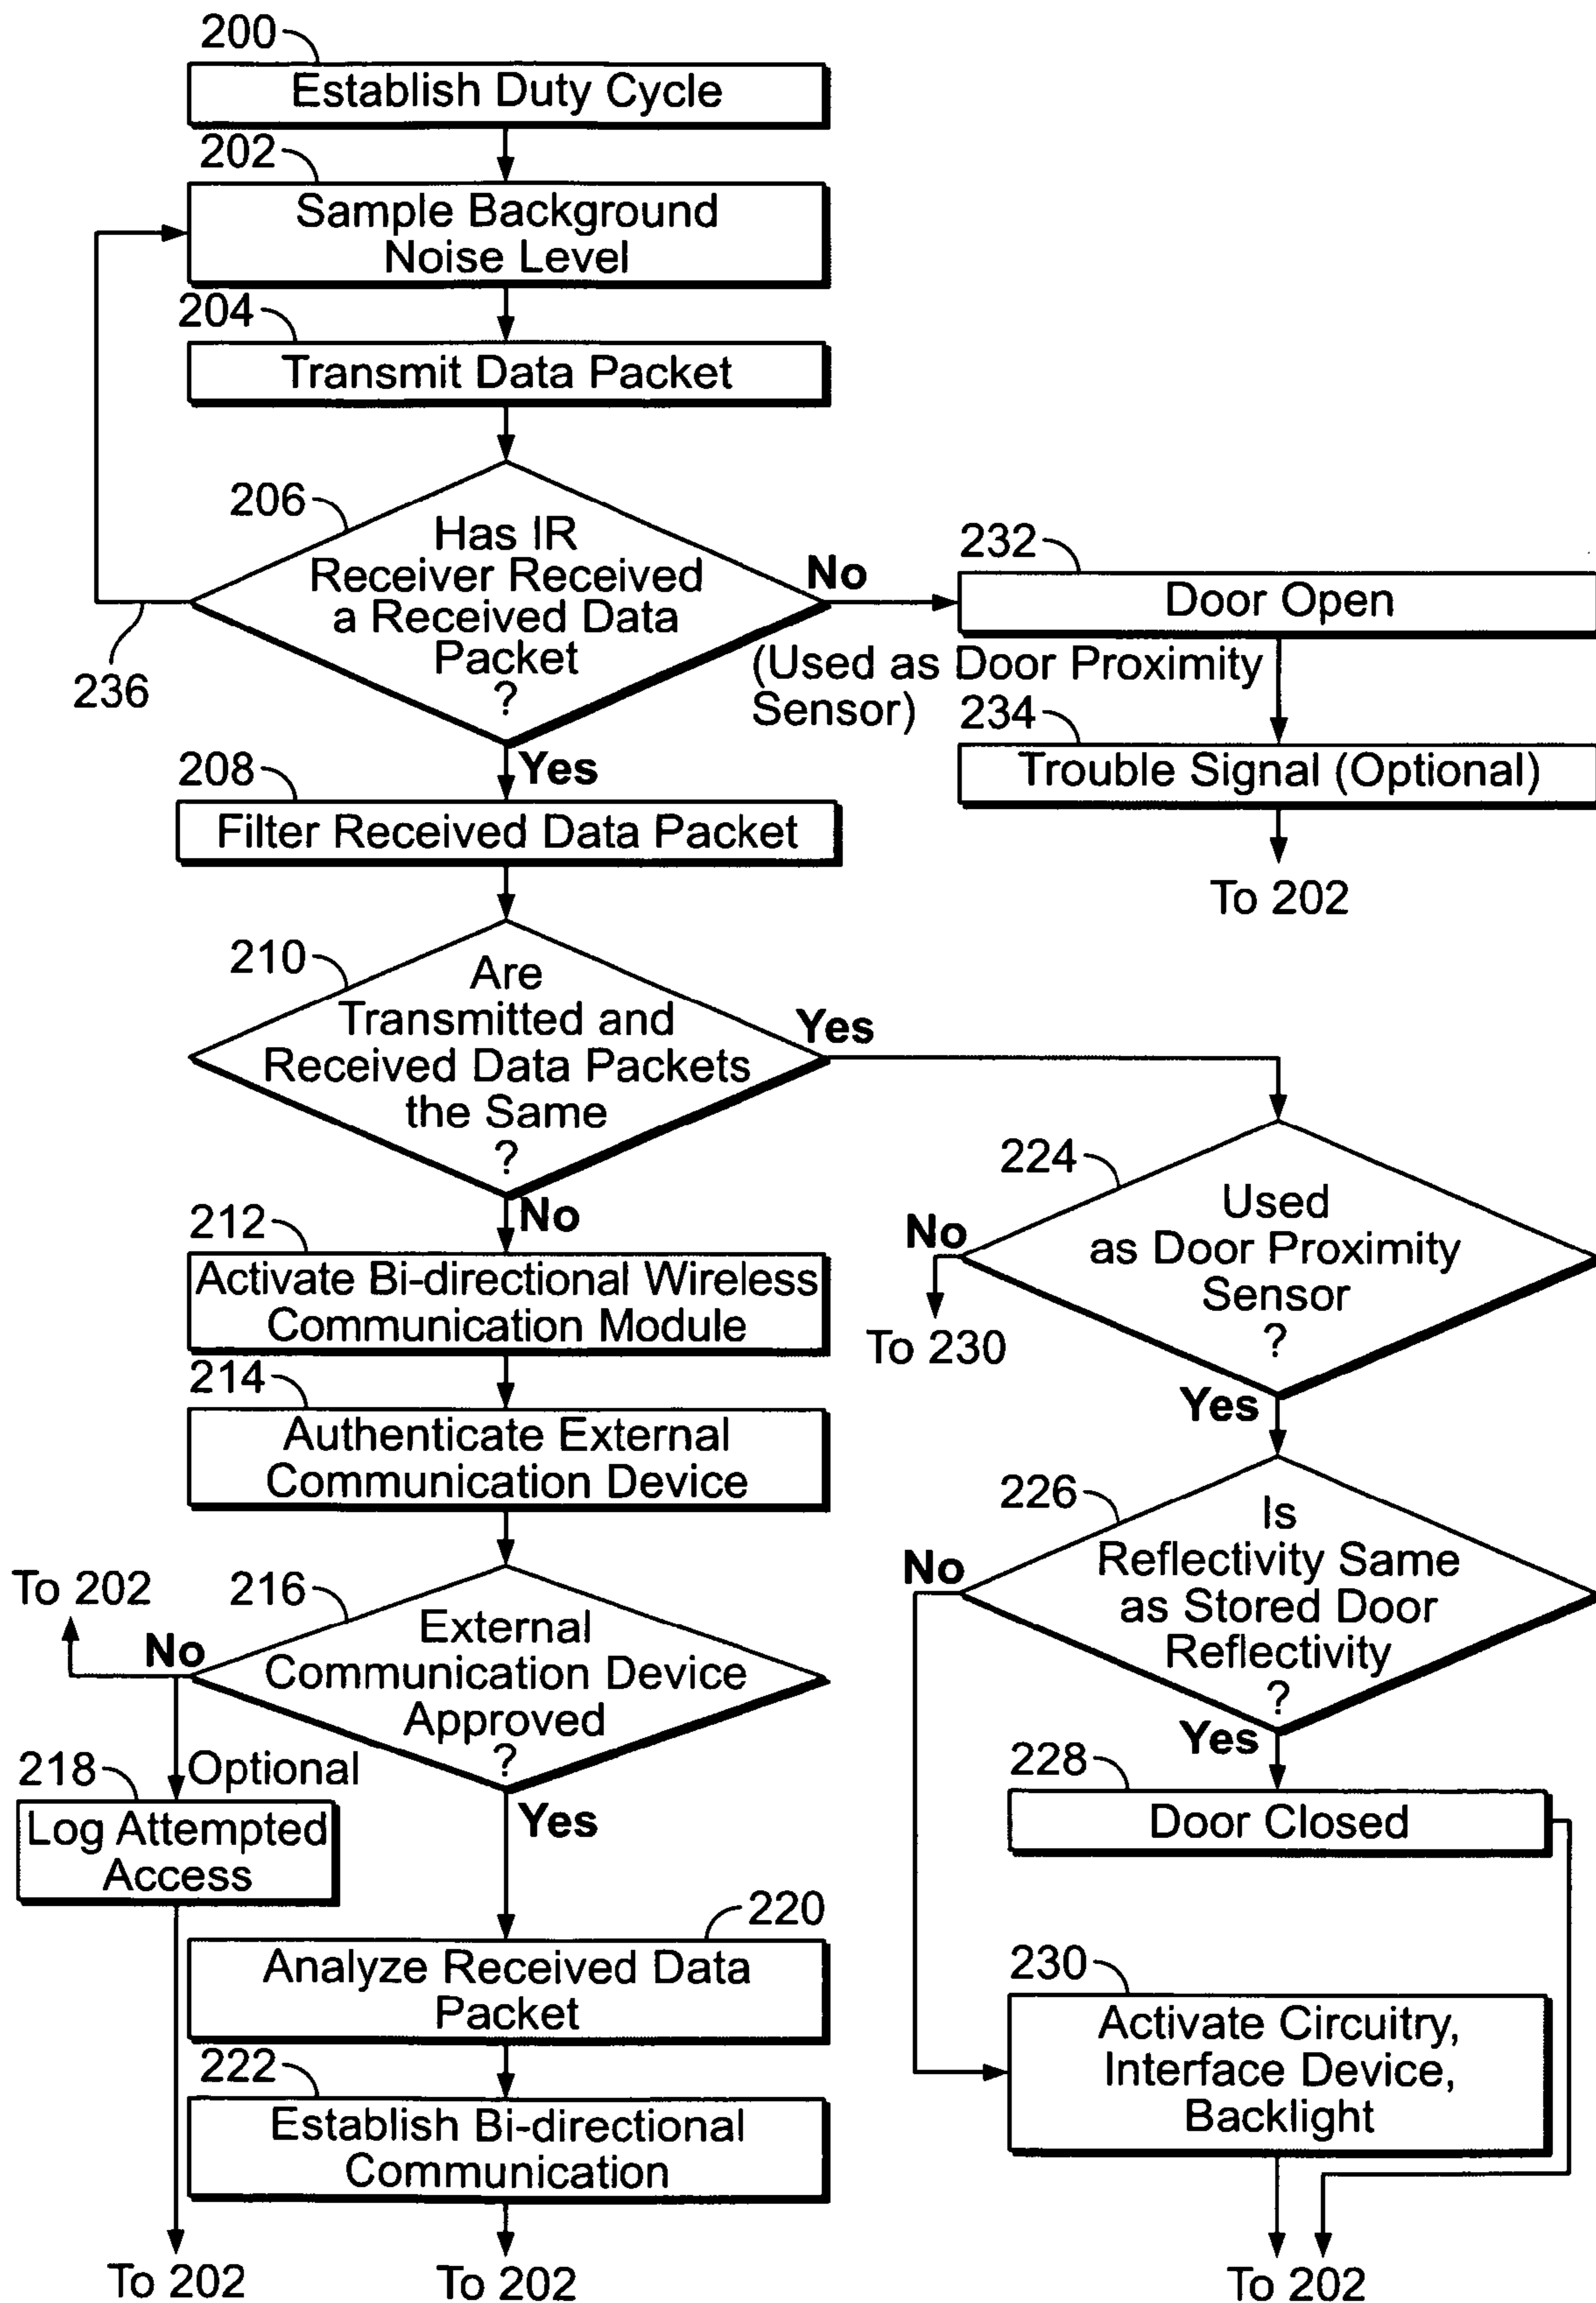 200
Establish Duty Cycle
202
Sample Background
Noise Level
204
Transmit Data Packet
206
Has IR
Receiver Received
a Received Data
Packet
?
No
(Used as Door Proximity
Sensor)
236
232
Door Open
234
Trouble Signal (Optional)
To 202
Yes
208
Filter Received Data Packet
210
Are
Transmitted and
Received Data Packets
the Same
?
Yes
No
212
Activate Bi-directional Wireless
Communication Module
214
Authenticate External
Communication Device
216
External
Communication Device
Approved
?
No
To 202
Optional
218
Log Attempted
Access
To 202
Yes
220
Analyze Received Data
Packet
222
Establish Bi-directional
Communication
To 202
224
Used
as Door Proximity
Sensor
?
No
To 230
Yes
226
Is
Reflectivity Same
as Stored Door
Reflectivity
?
No
Yes
228
Door Closed
230
Activate Circuitry,
Interface Device,
Backlight
To 202